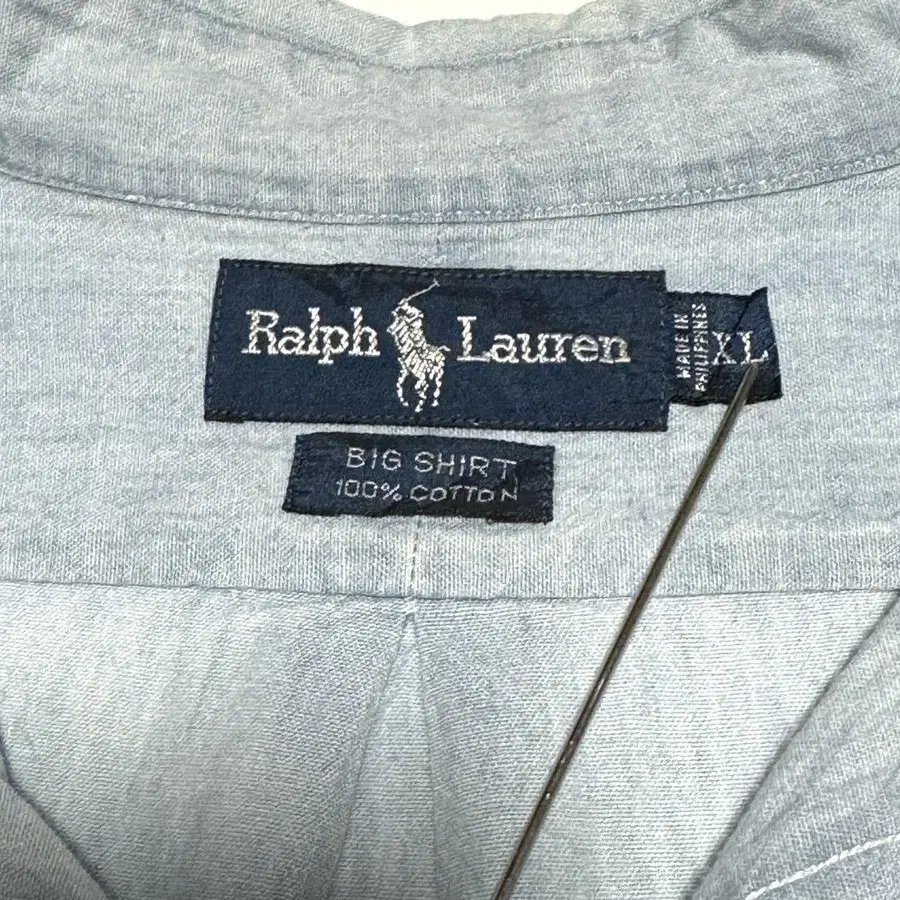 Ralph Lauren
MADE IN
PHILIPPINES
XL
BIG SHIRT
100% COTTON